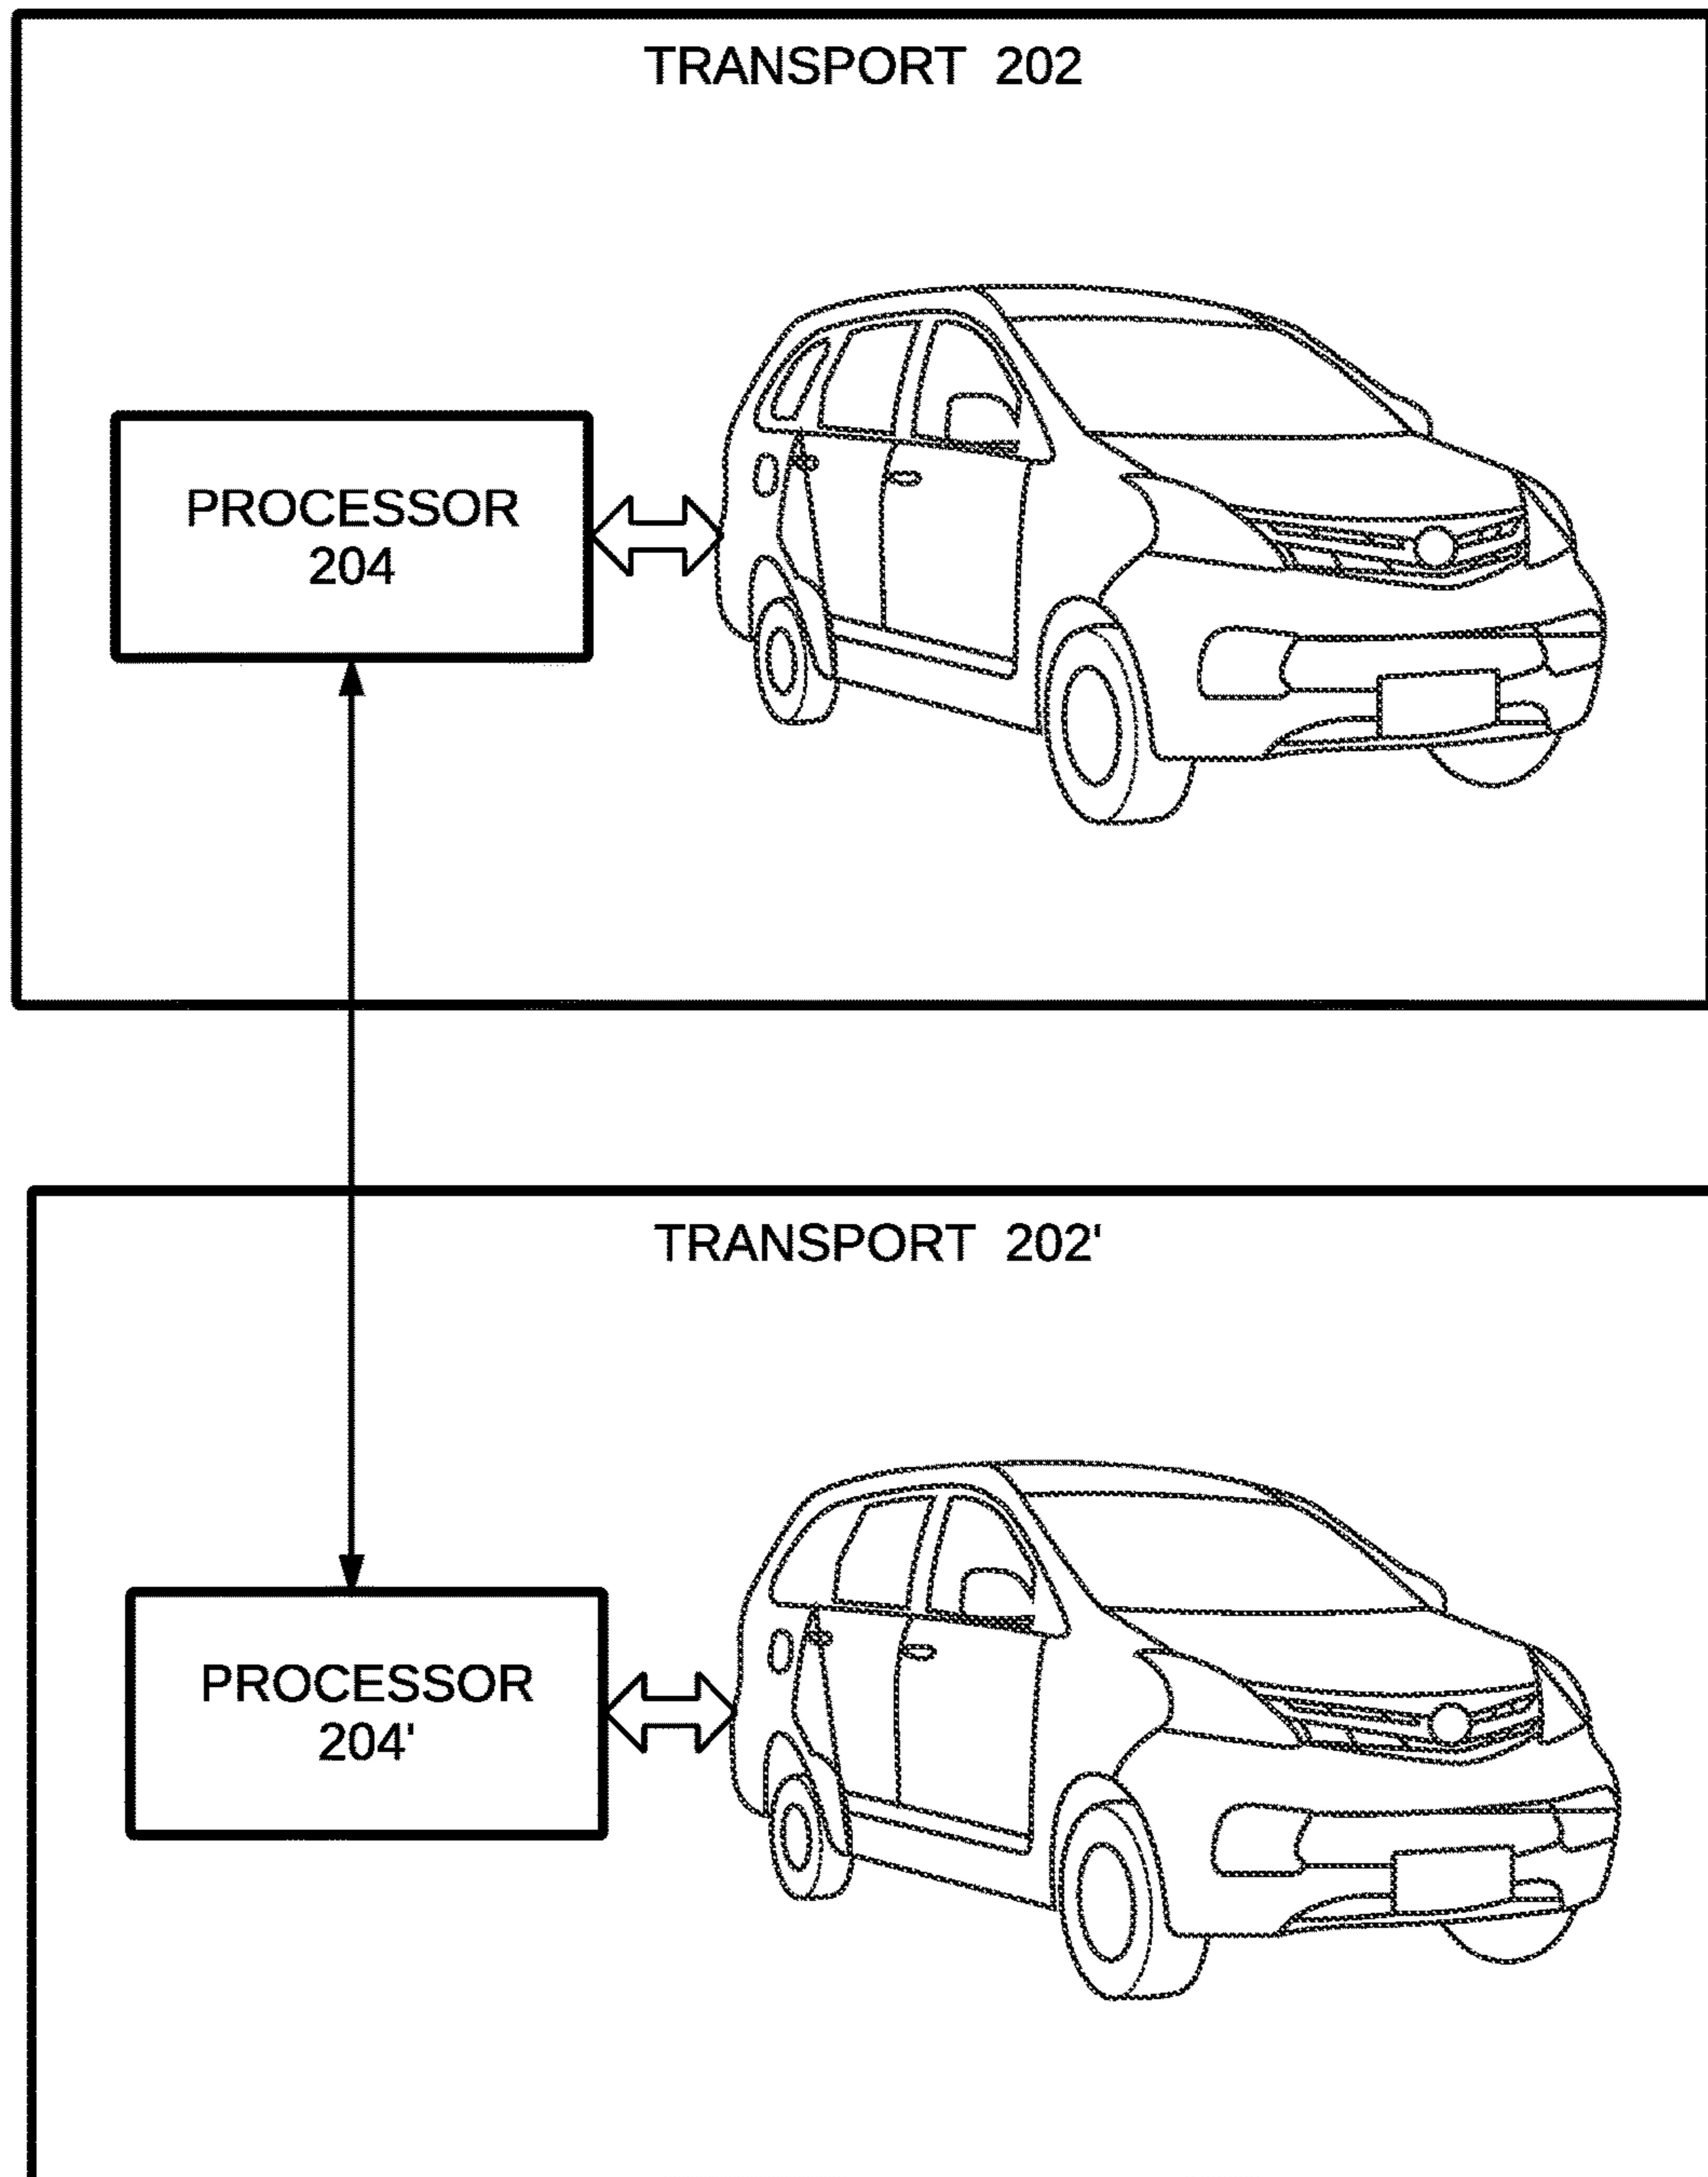 TRANSPORT 202
PROCESSOR
204
TRANSPORT 202'
PROCESSOR
204'